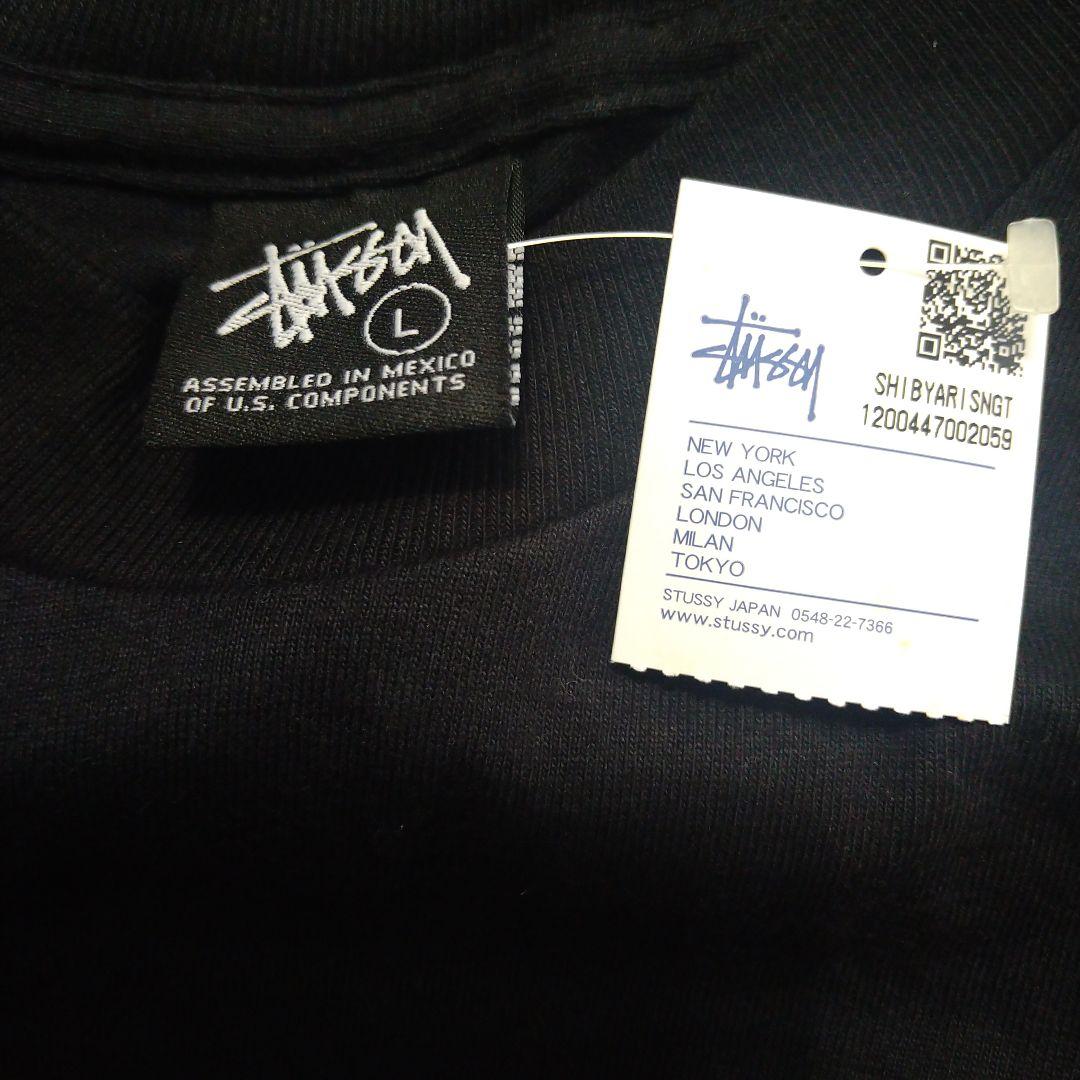 Stüssy
L
ASSEMBLED IN MEXICO
OF U.S. COMPONENTS
Stüssy
SHIBYARISNGT
1200447002059
NEW YORK
LOS ANGELES
SAN FRANCISCO
LONDON
MILAN
TOKYO
STUSSY JAPAN 0548-22-7366
www.stussy.com